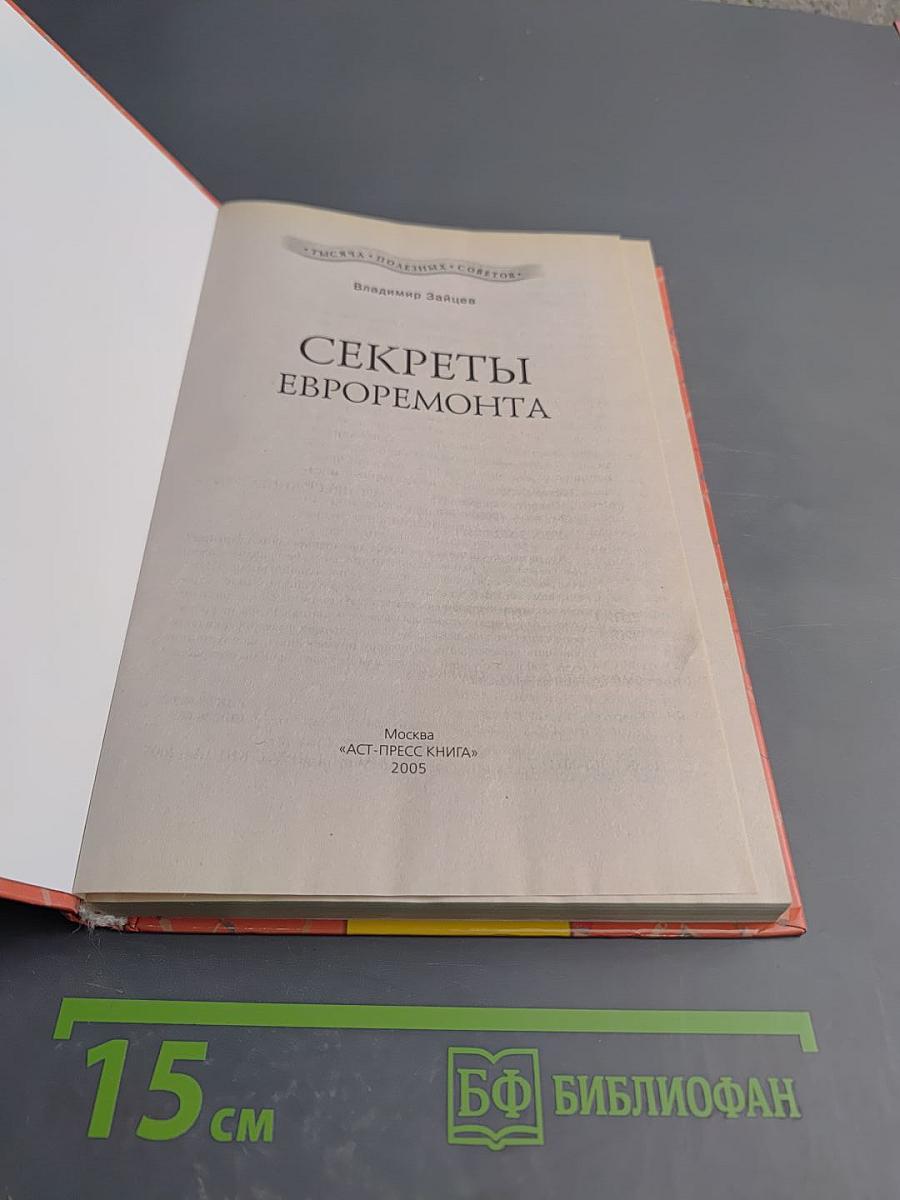 • ТЫСЯЧА • ПОЛЕЗНЫХ • СОВЕТОВ •
Владимир Зайцев
СЕКРЕТЫ
ЕВРОРЕМОНТА
Москва
«АСТ-ПРЕСС КНИГА»
2005
15 см
БФ БИБЛИОФАН